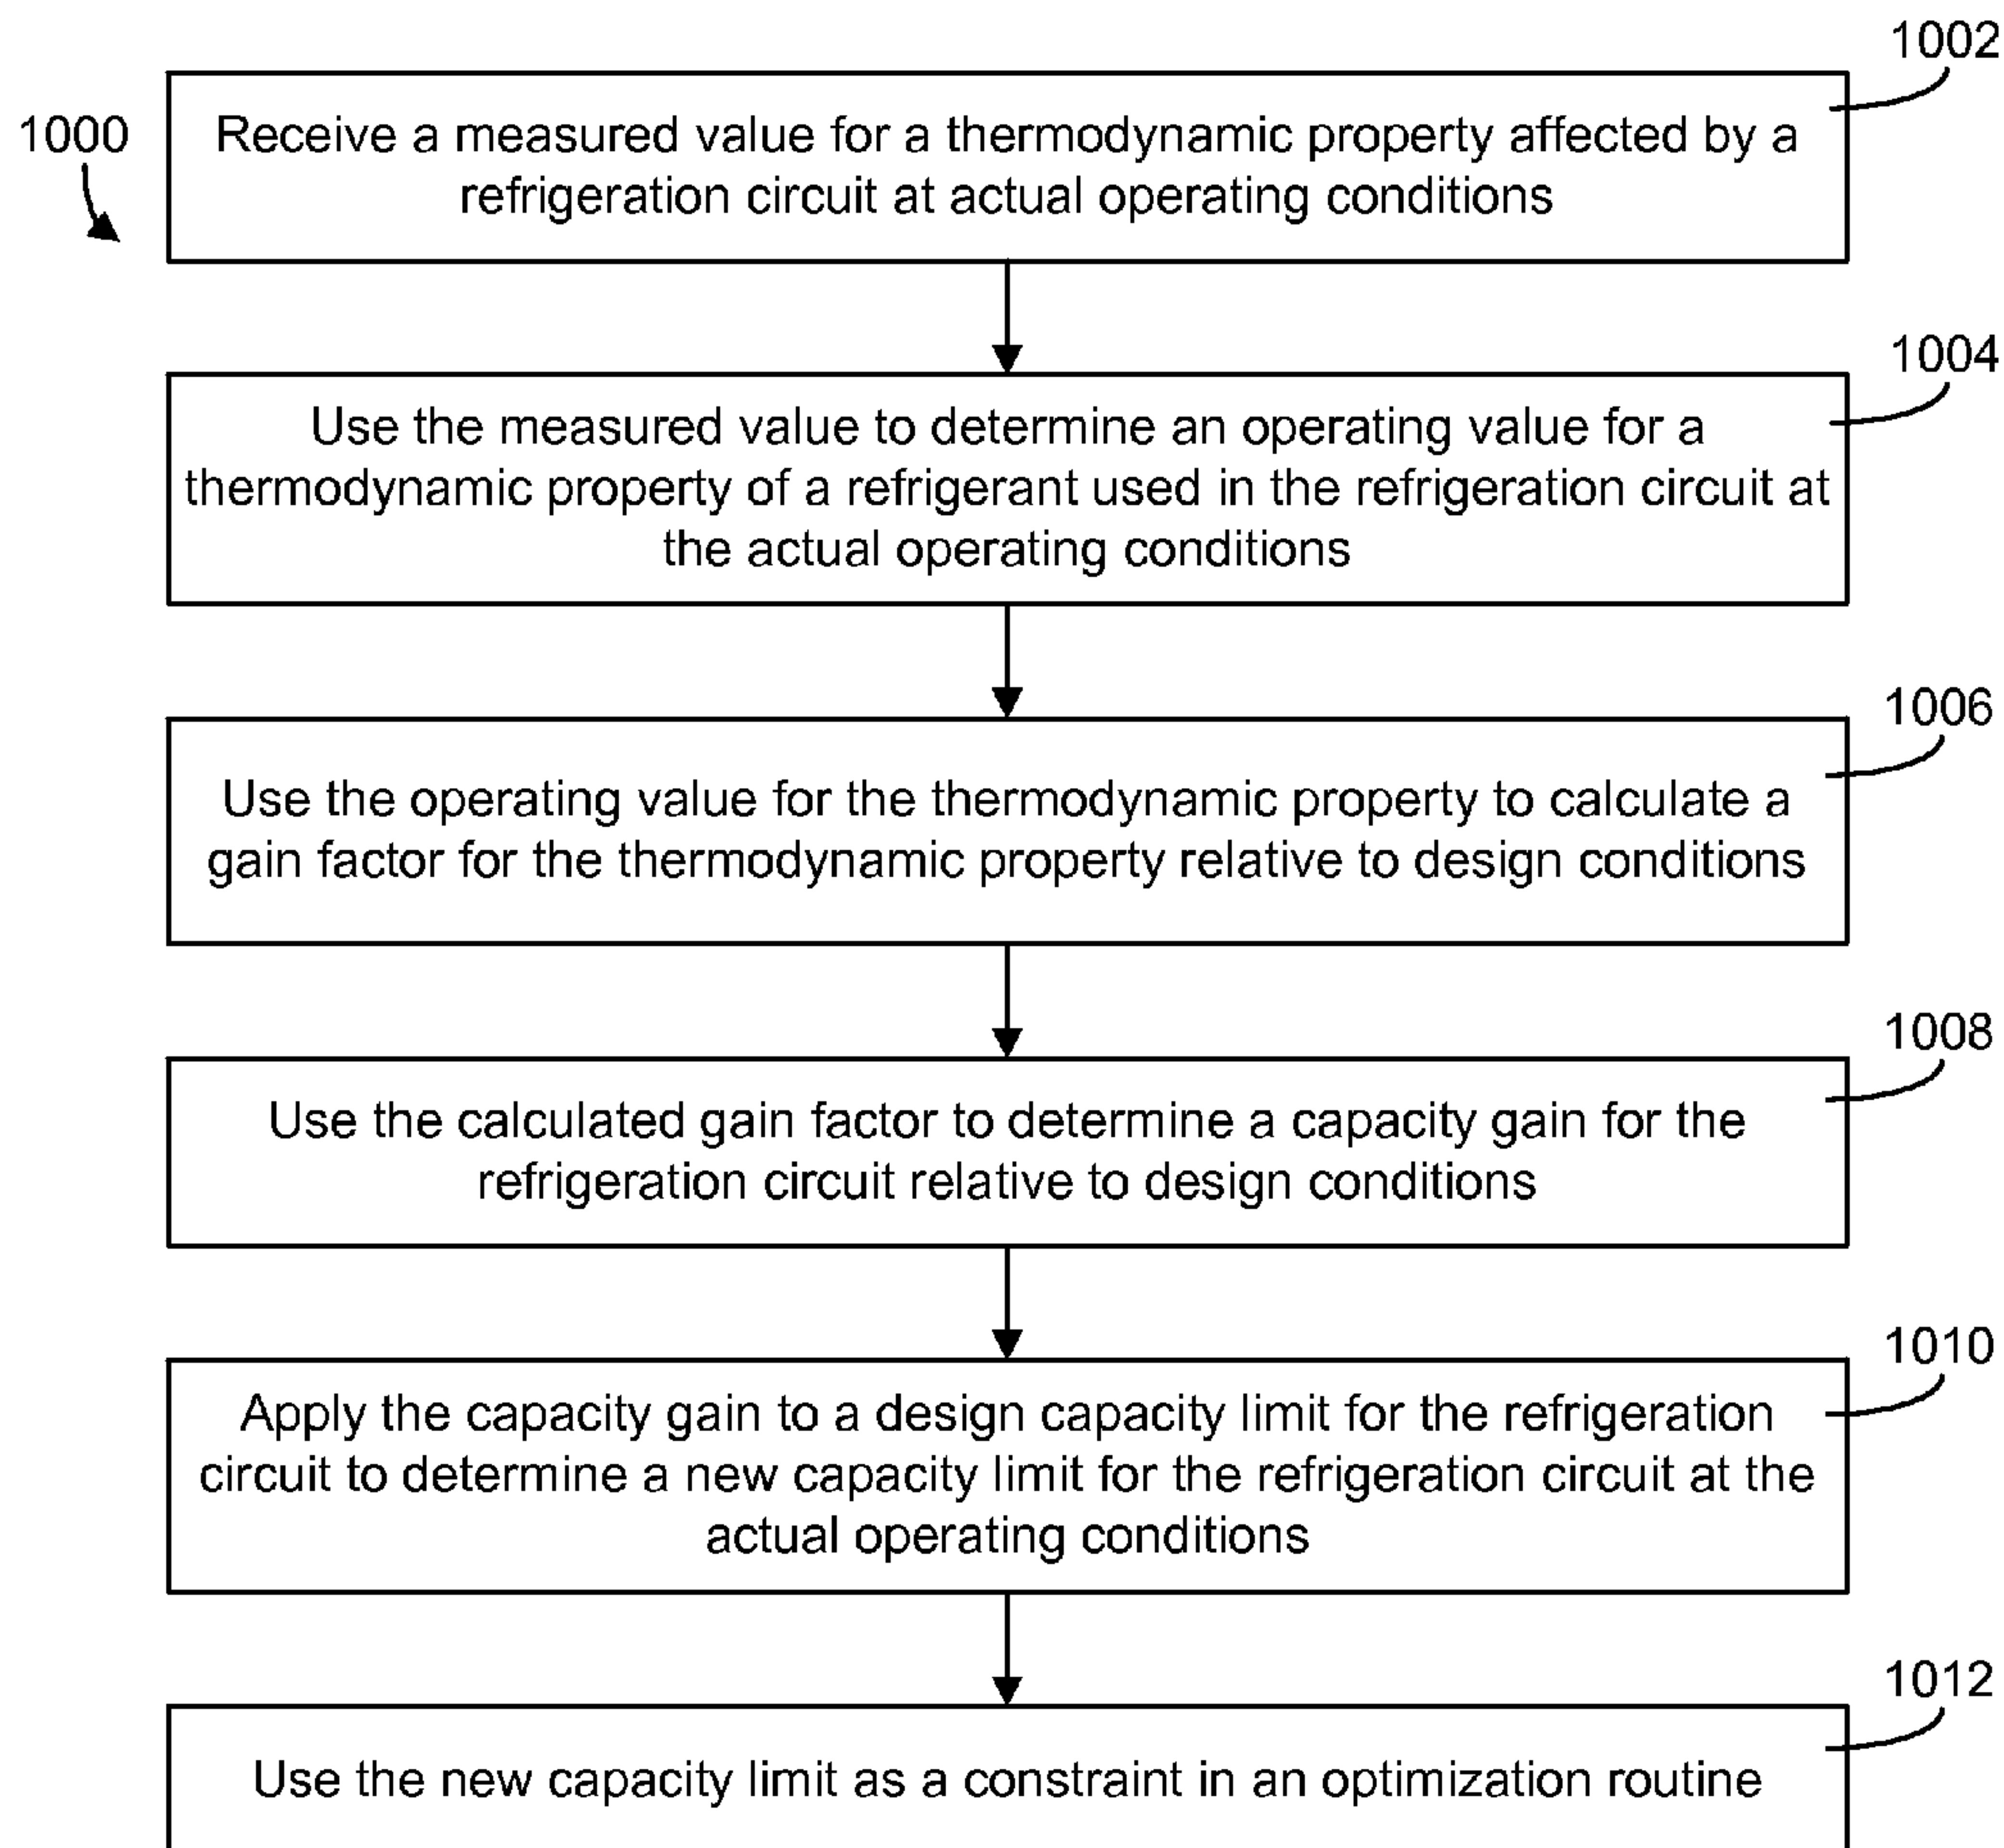 1002
1000
Receive a measured value for a thermodynamic property affected by a
refrigeration circuit at actual operating conditions
1004
Use the measured value to determine an operating value for a
thermodynamic property of a refrigerant used in the refrigeration circuit at
the actual operating conditions
1006
Use the operating value for the thermodynamic property to calculate a
gain factor for the thermodynamic property relative to design conditions
1008
Use the calculated gain factor to determine a capacity gain for the
refrigeration circuit relative to design conditions
1010
Apply the capacity gain to a design capacity limit for the refrigeration
circuit to determine a new capacity limit for the refrigeration circuit at the
actual operating conditions
1012
Use the new capacity limit as a constraint in an optimization routine